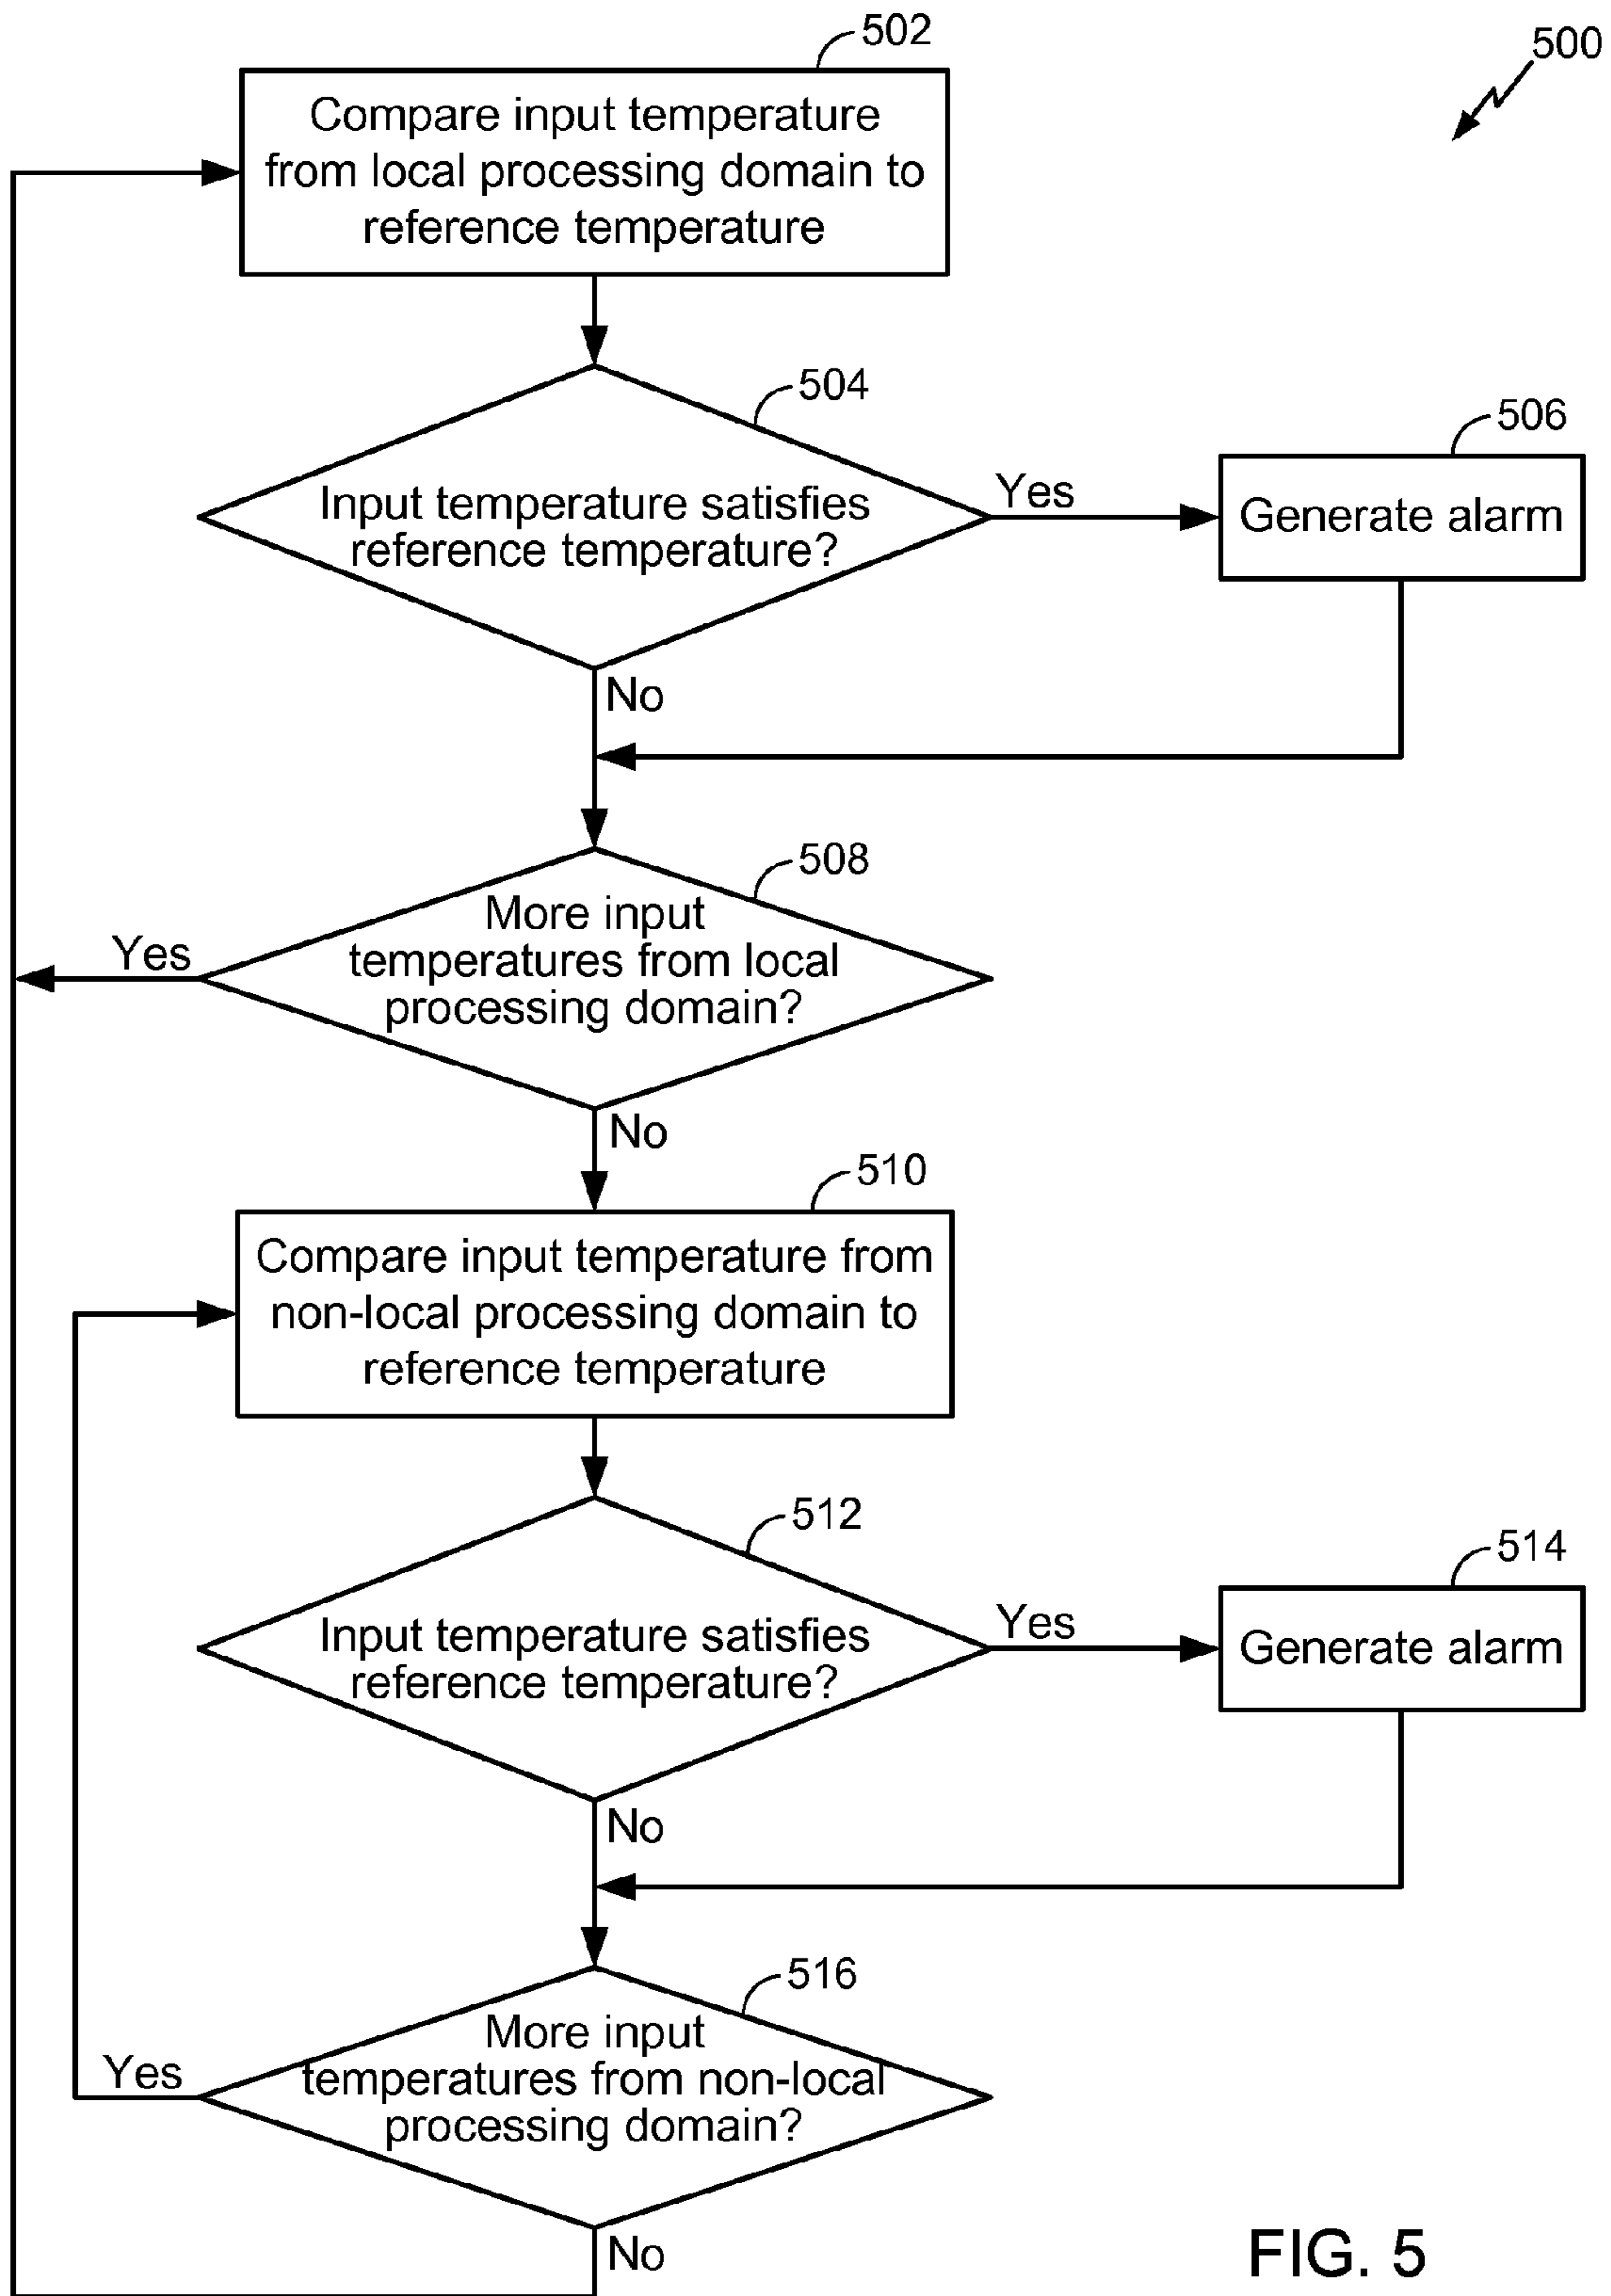 502
500
Compare input temperature
from local processing domain to
reference temperature
504
506
Input temperature satisfies
reference temperature?
Yes
Generate alarm
No
508
More input
temperatures from local
processing domain?
Yes
No
510
Compare input temperature from
non-local processing domain to
reference temperature
512
514
Input temperature satisfies
reference temperature?
Yes
Generate alarm
No
516
More input
temperatures from non-local
processing domain?
Yes
No
FIG. 5